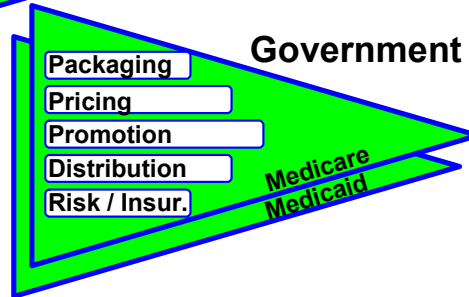 Government
Packaging
Pricing
Promotion
Distribution
Risk / Insur.
Medicare
Medicaid